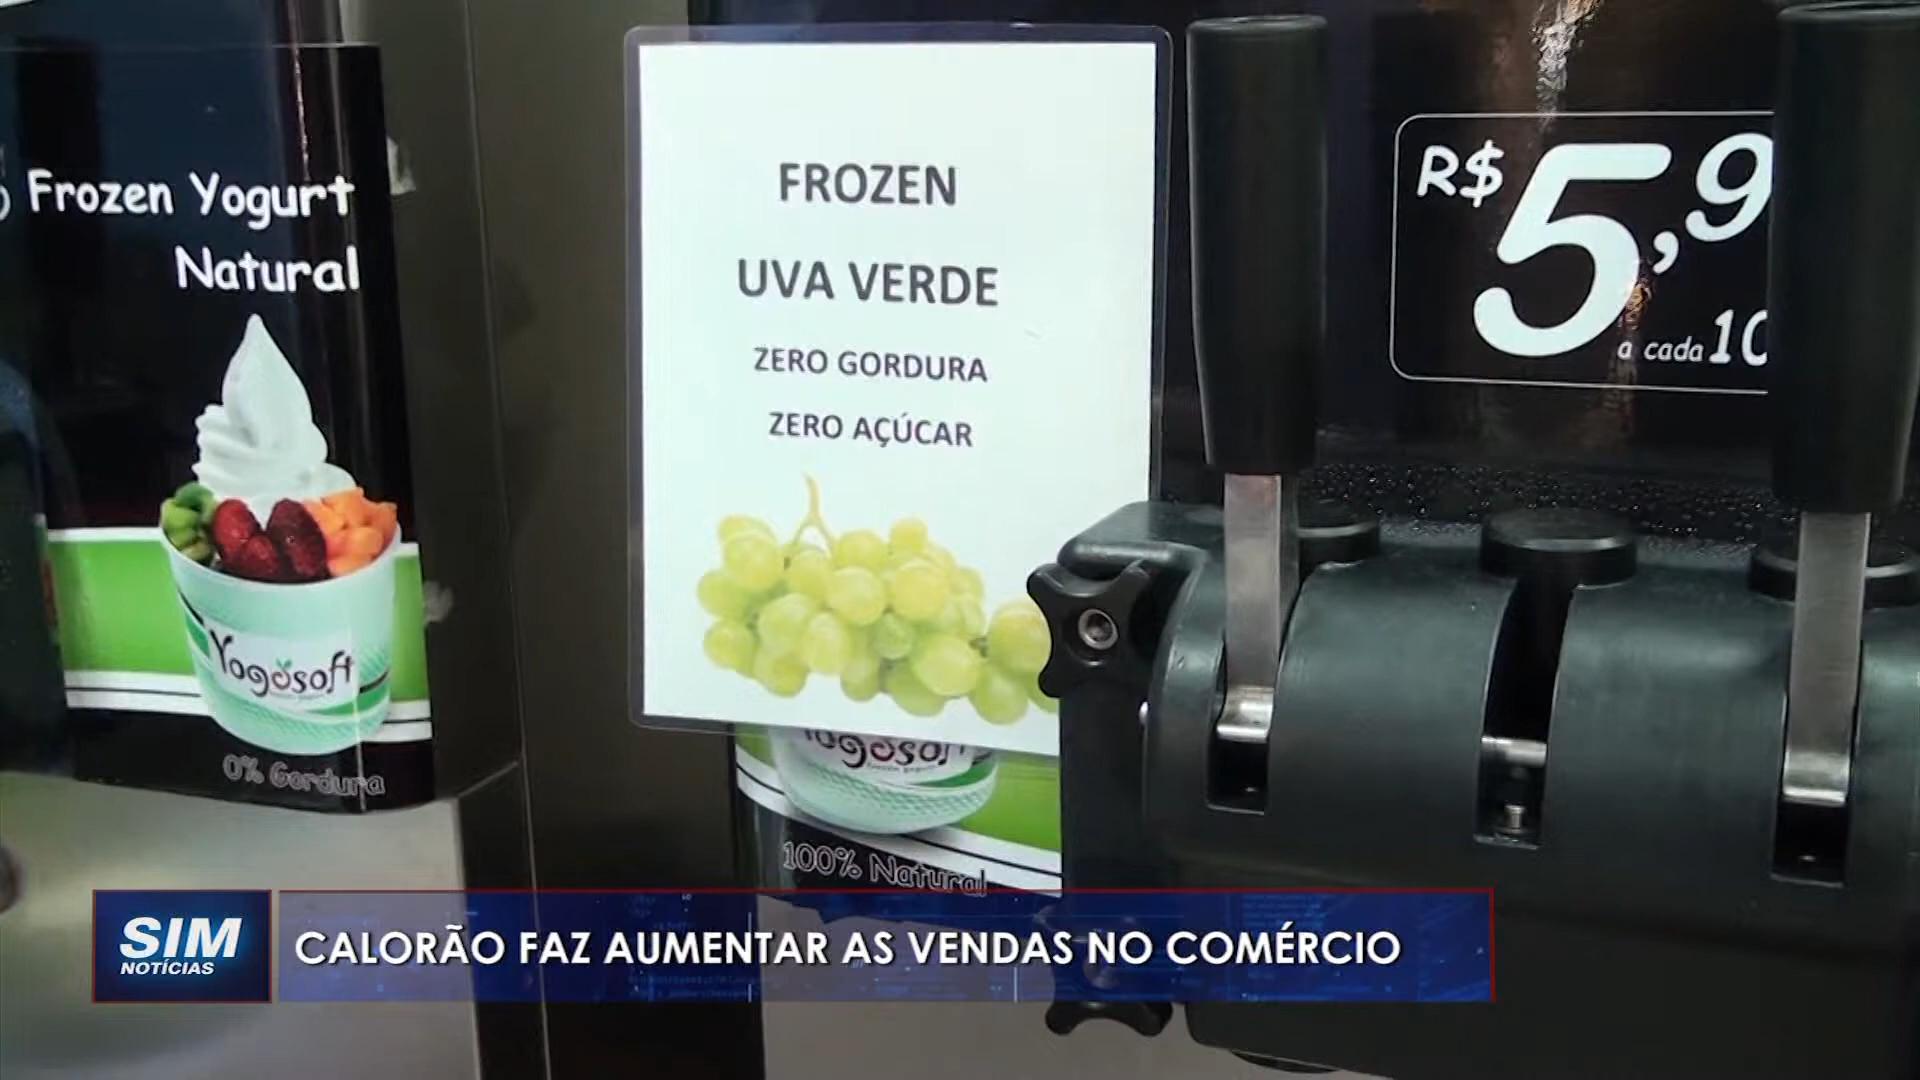 Frozen Yogurt
Natural
Yogosoft
0% Gordura
FROZEN
UVA VERDE
ZERO GORDURA
ZERO AÇÚCAR
100% Natural
R$ 5,9
a cada 10
SIM
NOTÍCIAS
CALORÃO FAZ AUMENTAR AS VENDAS NO COMÉRCIO